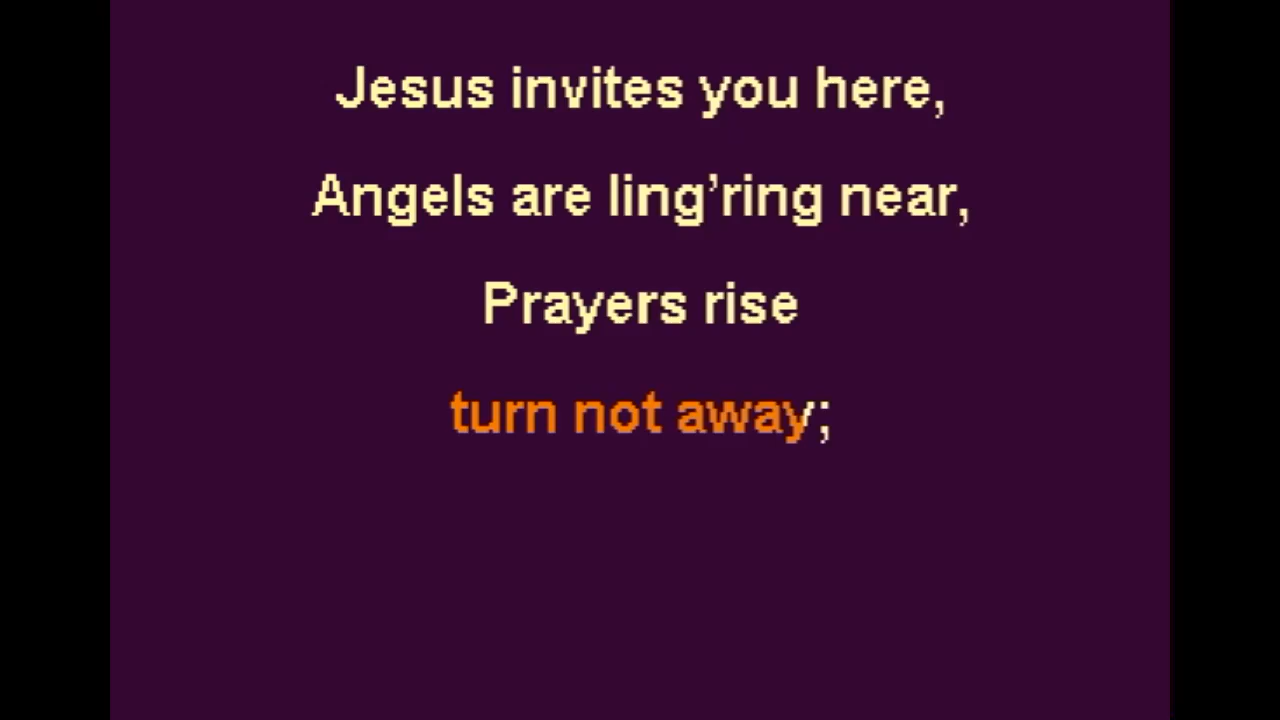 Jesus invites you here,
Angels are ling’ring near,
Prayers rise
turn not away;